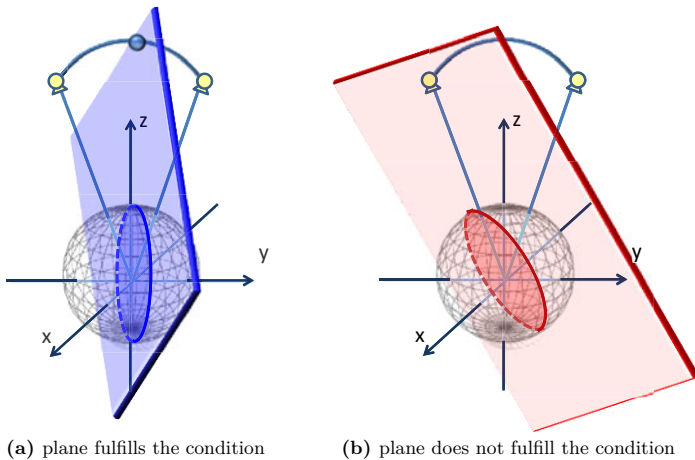 z
y
x
z
y
x
(a) plane fulfills the condition
(b) plane does not fulfill the condition